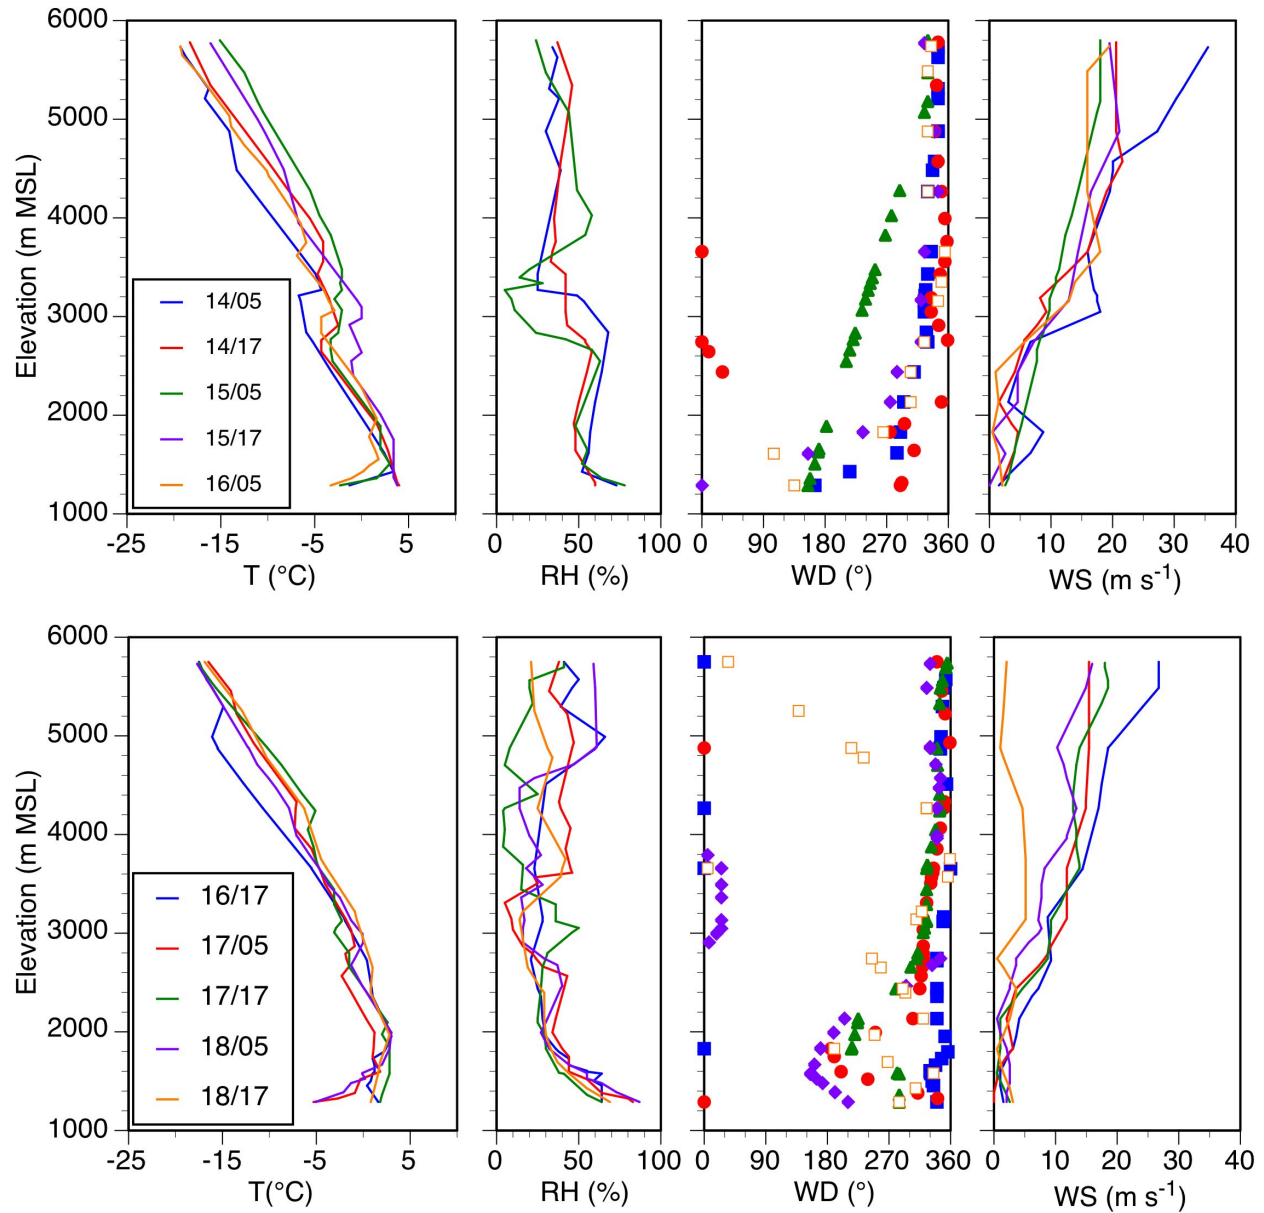 6000
5000
4000
3000
2000
1000
Elevation (m MSL)
14/05
14/17
15/05
15/17
16/05
-25 -15 -5 5
T (°C)
0 50 100
RH (%)
0 90 180 270 360
WD (°)
0 10 20 30 40
WS (m s-1)
6000
5000
4000
3000
2000
1000
Elevation (m MSL)
16/17
17/05
17/17
18/05
18/17
-25 -15 -5 5
T(°C)
0 50 100
RH (%)
0 90 180 270 360
WD (°)
0 10 20 30 40
WS (m s-1)